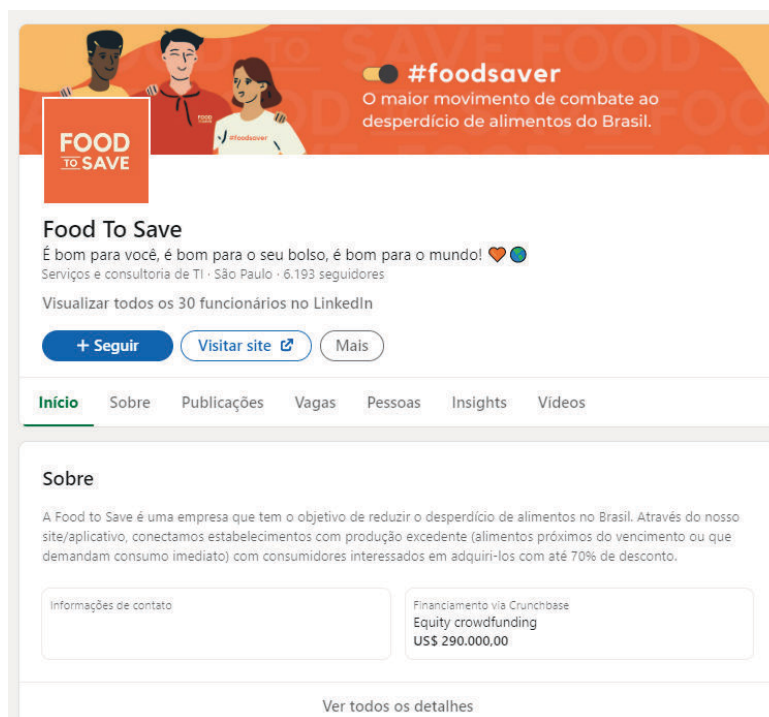 #foodsaver
O maior movimento de combate ao
desperdício de alimentos do Brasil.
FOOD
TO SAVE
#foodsaver
Food To Save
É bom para você, é bom para o seu bolso, é bom para o mundo! 🧡🌎
Serviços e consultoria de TI · São Paulo · 6.193 seguidores
Visualizar todos os 30 funcionários no LinkedIn
+ Seguir
Visitar site
Mais
Início Sobre Publicações Vagas Pessoas Insights Vídeos
Sobre
A Food to Save é uma empresa que tem o objetivo de reduzir o desperdício de alimentos no Brasil. Através do nosso
site/aplicativo, conectamos estabelecimentos com produção excedente (alimentos próximos do vencimento ou que
demandam consumo imediato) com consumidores interessados em adquiri-los com até 70% de desconto.
Informações de contato
Financiamento via Crunchbase
Equity crowdfunding
US$ 290.000,00
Ver todos os detalhes